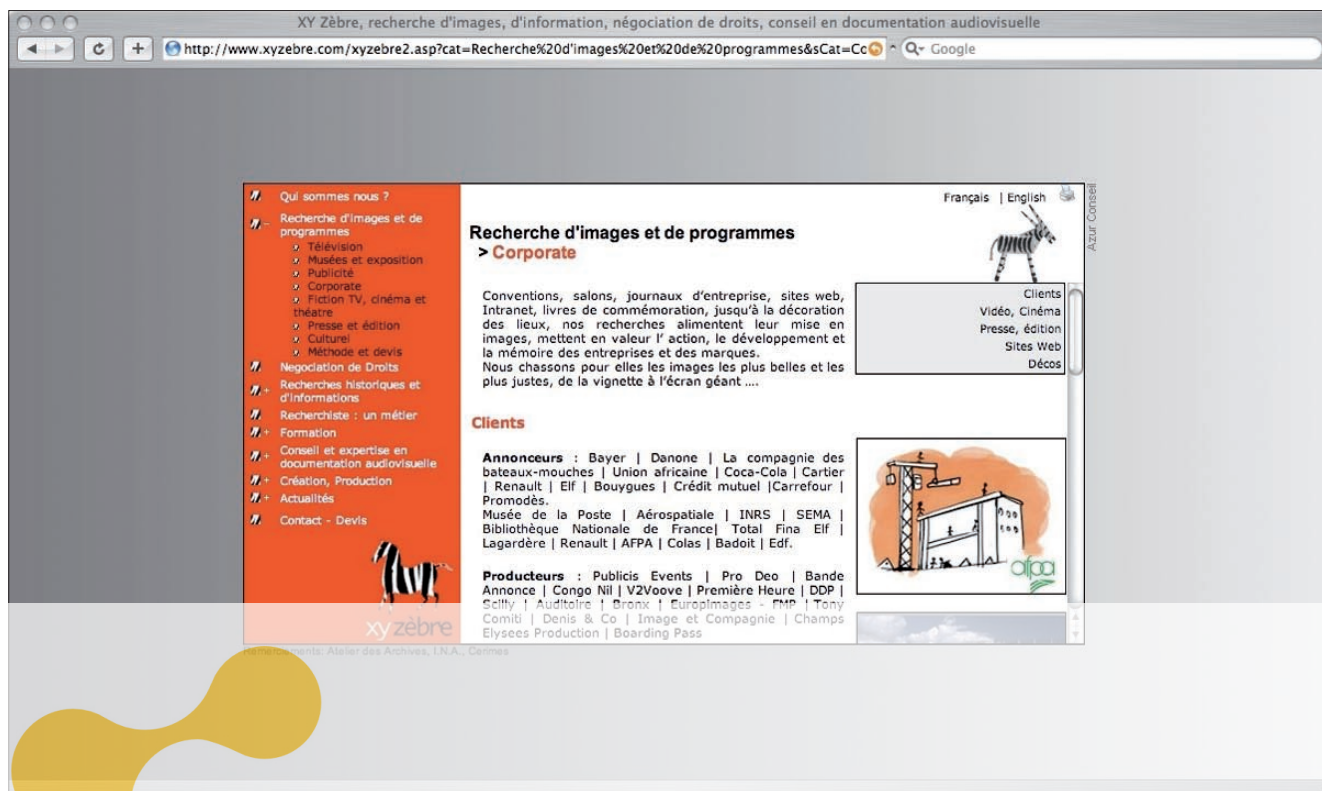 XY Zèbre, recherche d'images, d'information, négociation de droits, conseil en documentation audiovisuelle
http://www.xyzebre.com/xyzebre2.asp?cat=Recherche%20d'images%20et%20de%20programmes&sCat=Co
Google
Qui sommes nous ?
Recherche d'images et de
programmes
Télévision
Musées et exposition
Publicité
Corporate
Fiction TV, cinéma et
théatre
Presse et édition
Culturel
Méthode et devis
Negociation de Droits
Recherches historiques et
d'informations
Recherchiste : un métier
Formation
Conseil et expertise en
documentation audiovisuelle
Création, Production
Actualités
Contact - Devis
xy zèbre
Français | English
Azur Conseil
Recherche d'images et de programmes
> Corporate
Conventions, salons, journaux d'entreprise, sites web,
Intranet, livres de commémoration, jusqu'à la décoration
des lieux, nos recherches alimentent leur mise en
images, mettent en valeur l' action, le développement et
la mémoire des entreprises et des marques.
Nous chassons pour elles les images les plus belles et les
plus justes, de la vignette à l'écran géant ....
Clients
Vidéo, Cinéma
Presse, édition
Sites Web
Décos
Clients
Annonceurs : Bayer | Danone | La compagnie des
bateaux-mouches | Union africaine | Coca-Cola | Cartier
| Renault | Elf | Bouygues | Crédit mutuel |Carrefour |
Promodès.
Musée de la Poste | Aérospatiale | INRS | SEMA |
Bibliothèque Nationale de France| Total Fina Elf |
Lagardère | Renault | AFPA | Colas | Badoit | Edf.
Producteurs : Publicis Events | Pro Deo | Bande
Annonce | Congo Nil | V2Voove | Première Heure | DDP |
Scilly | Auditoire | Bronx | Europimages - FMP | Tony
Comiti | Denis & Co | Image et Compagnie | Champs
Elysees Production | Boarding Pass
afpa
Remerciements: Atelier des Archives, I.N.A., Cerimes